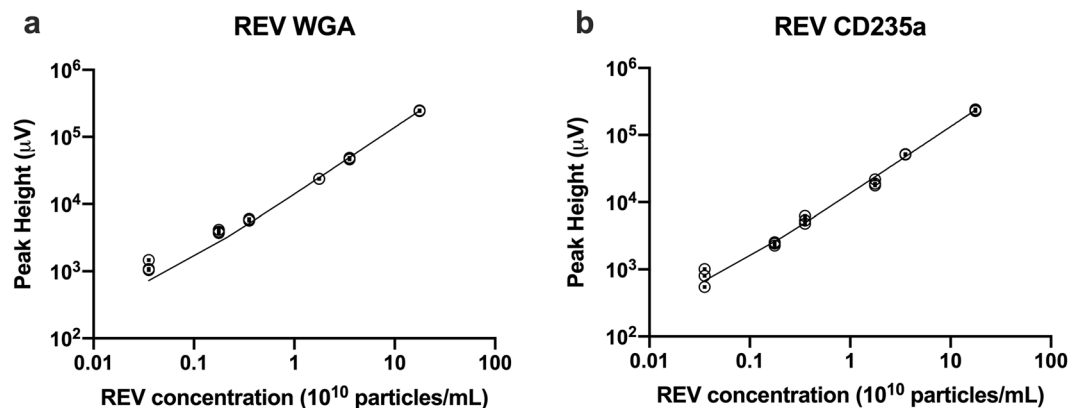 a
REV WGA
10⁶
10⁵
10⁴
10³
10²
Peak Height (µV)
0.01 0.1 1 10 100
REV concentration (10¹⁰ particles/mL)
b
REV CD235a
10⁶
10⁵
10⁴
10³
10²
Peak Height (µV)
0.01 0.1 1 10 100
REV concentration (10¹⁰ particles/mL)